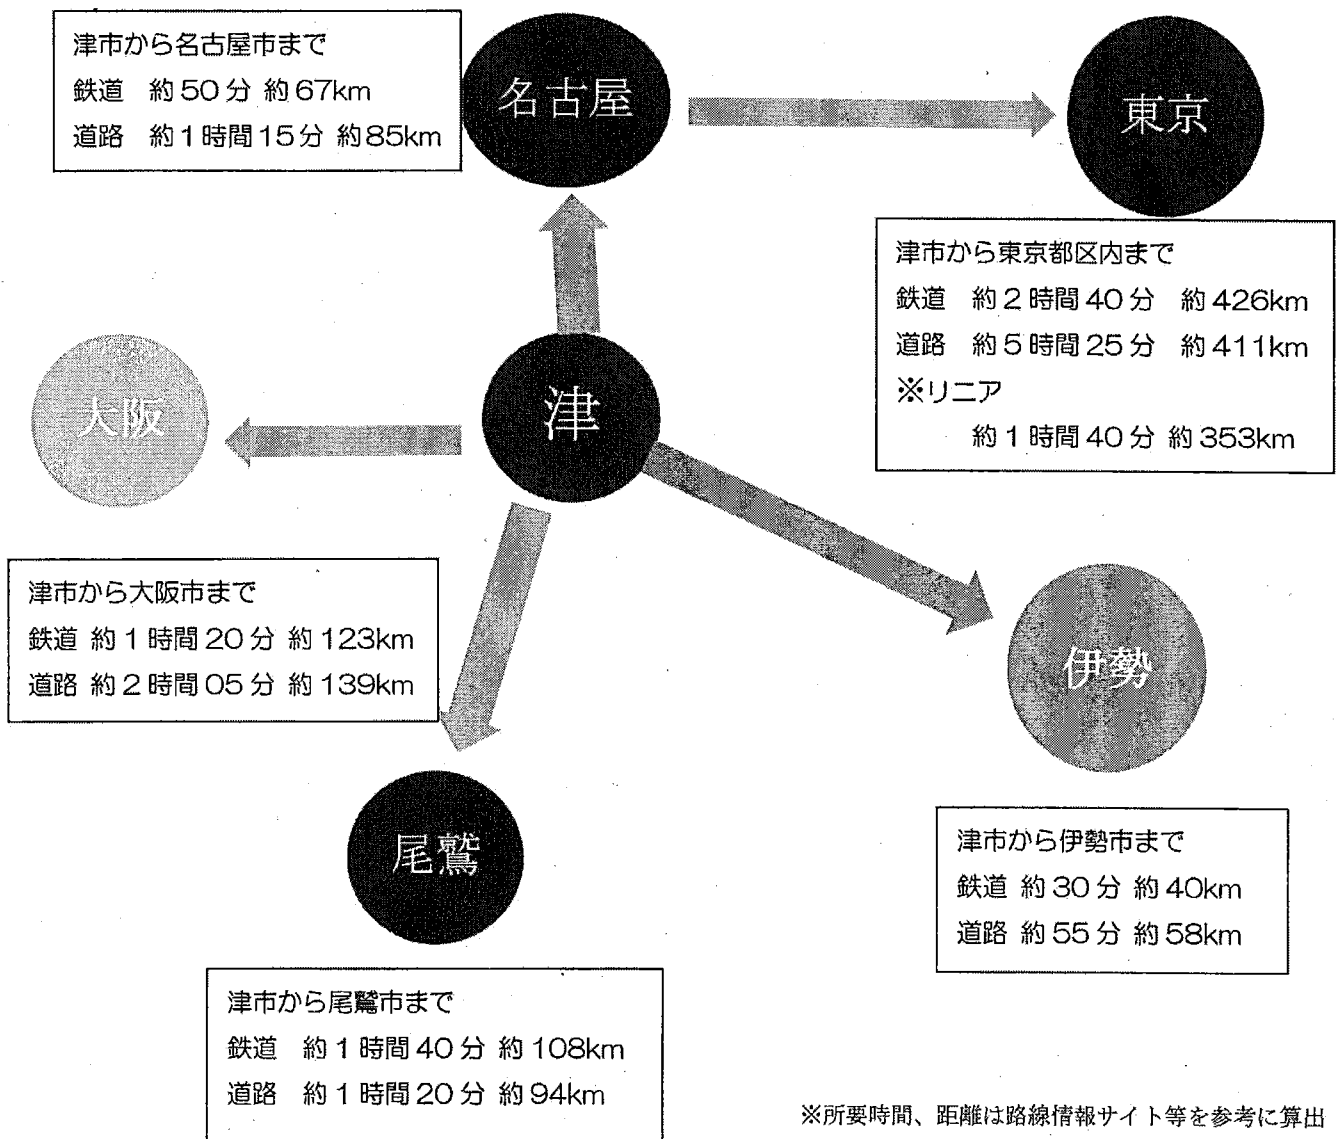 津市から名古屋市まで
鉄道 約50分 約67km
道路 約1時間15分 約85km
名古屋
東京
津市から東京都区内まで
鉄道 約2時間40分 約426km
道路 約5時間25分 約411km
※リニア
約1時間40分 約353km
大阪
津
津市から大阪市まで
鉄道 約1時間20分 約123km
道路 約2時間05分 約139km
伊勢
尾鷲
津市から伊勢市まで
鉄道 約30分 約40km
道路 約55分 約58km
津市から尾鷲市まで
鉄道 約1時間40分 約108km
道路 約1時間20分 約94km
※所要時間、距離は路線情報サイト等を参考に算出